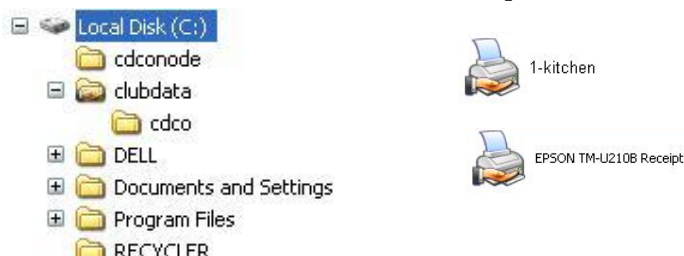 Local Disk (C:)
cdconode
clubdata
cdco
DELL
Documents and Settings
Program Files
RECYCLER
1-kitchen
EPSON TM-U210B Receipt